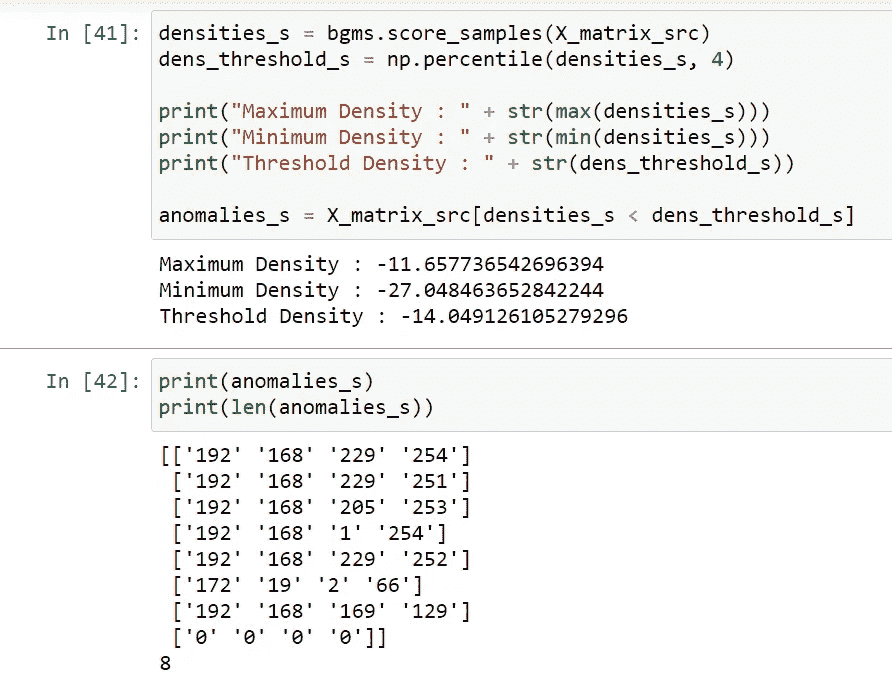 In [41]: densities_s = bgms.score_samples(X_matrix_src)
dens_threshold_s = np.percentile(densities_s, 4)
print("Maximum Density : " + str(max(densities_s)))
print("Minimum Density : " + str(min(densities_s)))
print("Threshold Density : " + str(dens_threshold_s))
anomalies_s = X_matrix_src[densities_s < dens_threshold_s]
Maximum Density : -11.657736542696394
Minimum Density : -27.048463652842244
Threshold Density : -14.049126105279296
In [42]: print(anomalies_s)
print(len(anomalies_s))
[['192' '168' '229' '254']
['192' '168' '229' '251']
['192' '168' '205' '253']
['192' '168' '1' '254']
['192' '168' '229' '252']
['172' '19' '2' '66']
['192' '168' '169' '129']
['0' '0' '0' '0']]
8